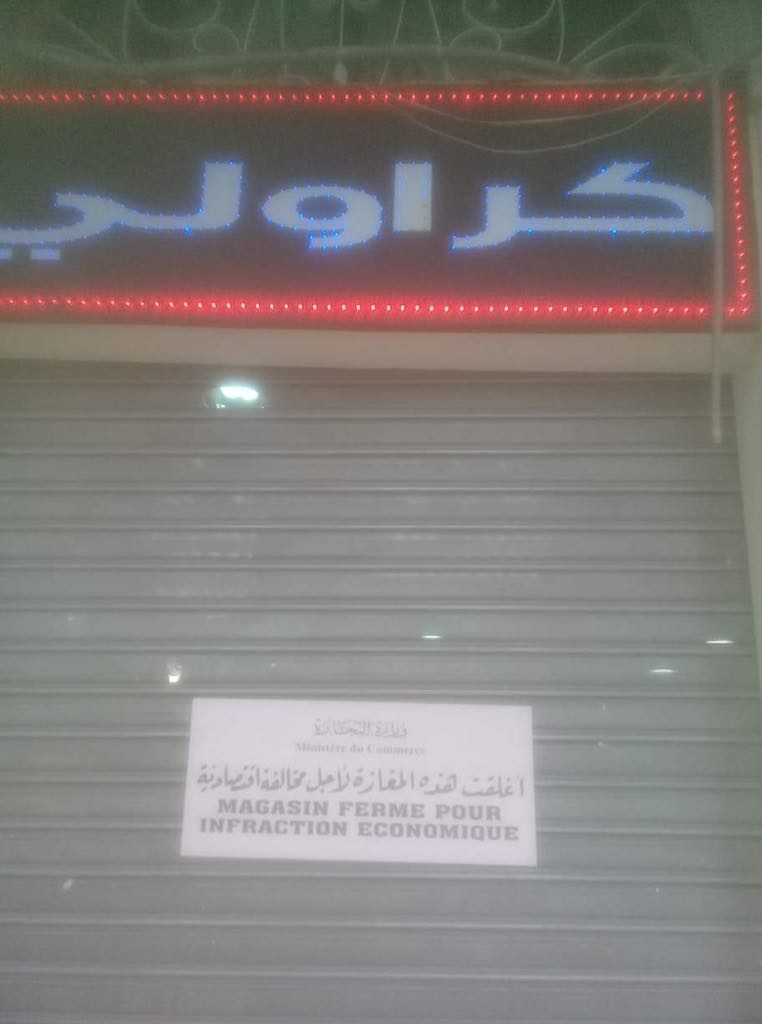 كراولي
وزارة التجارة
Ministère du Commerce
أغلقت هذه المغازة لأجل مخالفة اقتصادية
MAGASIN FERME POUR
INFRACTION ECONOMIQUE